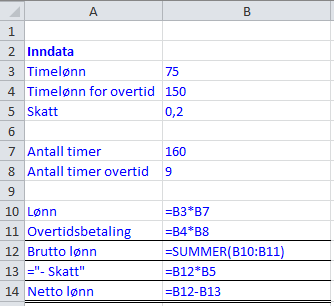 A B
1
2 Inndata
3 Timelønn 75
4 Timelønn for overtid 150
5 Skatt 0,2
6
7 Antall timer 160
8 Antall timer overtid 9
9
10 Lønn =B3*B7
11 Overtidsbetaling =B4*B8
12 Brutto lønn =SUMMER(B10:B11)
13 ="- Skatt" =B12*B5
14 Netto lønn =B12-B13